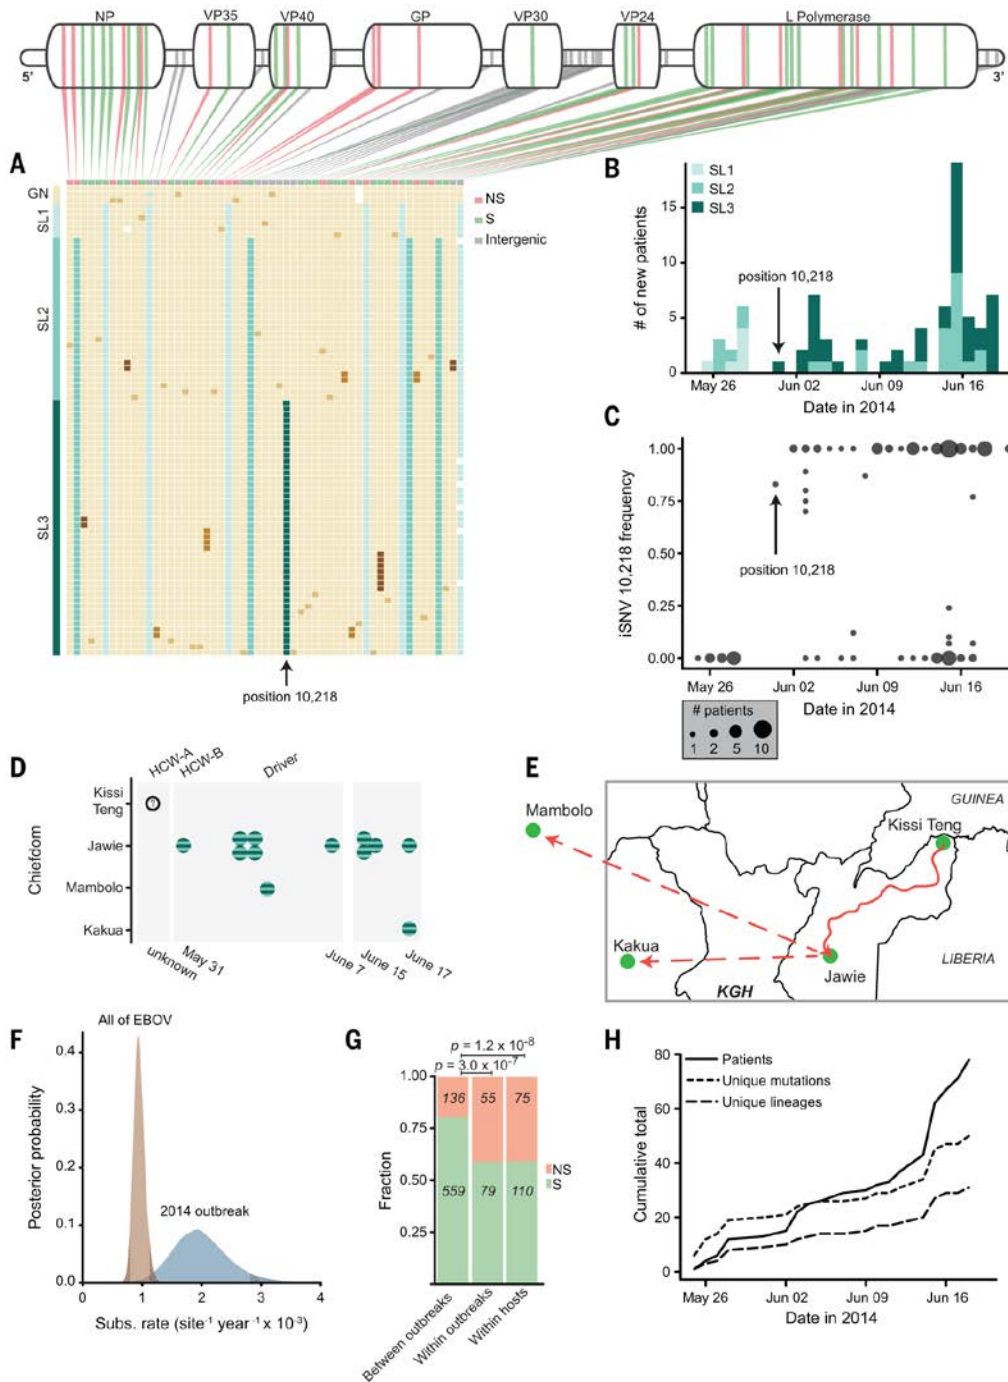 NP VP35 VP40 GP VP30 VP24 L Polymerase
5' 3'
A
GN
SL1
SL2
SL3
NS
S
Intergenic
position 10,218
B
SL1
SL2
SL3
# of new patients
15
10
5
0
position 10,218
May 26 Jun 02 Jun 09 Jun 16
Date in 2014
C
iSNV 10,218 frequency
1.00
0.75
0.50
0.25
0.00
position 10,218
May 26 Jun 02 Jun 09 Jun 16
Date in 2014
# patients
1 2 5 10
D
HCW-A HCW-B Driver
Chiefdom
Kissi
Teng
?
Jawie
Mambolo
Kakua
unknown May 31 June 7 June 15 June 17
E
Mambolo
GUINEA
Kissi Teng
Kakua
LIBERIA
Jawie
KGH
F
All of EBOV
Posterior probability
0.4
0.3
0.2
2014 outbreak
0.1
0.0
0 1 2 3 4
Subs. rate (site⁻¹ year⁻¹ x 10⁻³)
G
p = 1.2 x 10⁻⁸
p = 3.0 x 10⁻⁷
Fraction
1.00
136 55 75
0.75
NS
S
0.50
559 79 110
0.25
Between outbreaks
Within outbreaks
Within hosts
H
Cumulative total
80
60
40
20
0
Patients
Unique mutations
Unique lineages
May 26 Jun 02 Jun 09 Jun 16
Date in 2014